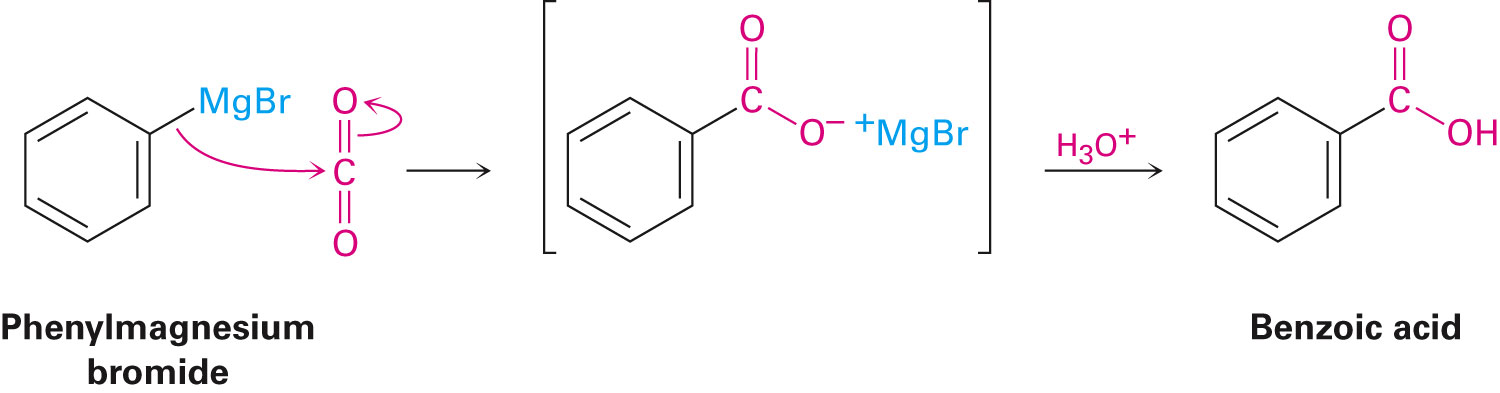 MgBr
O
C
O
O
C
O– +MgBr
H3O+
O
C
OH
Phenylmagnesium
bromide
Benzoic acid